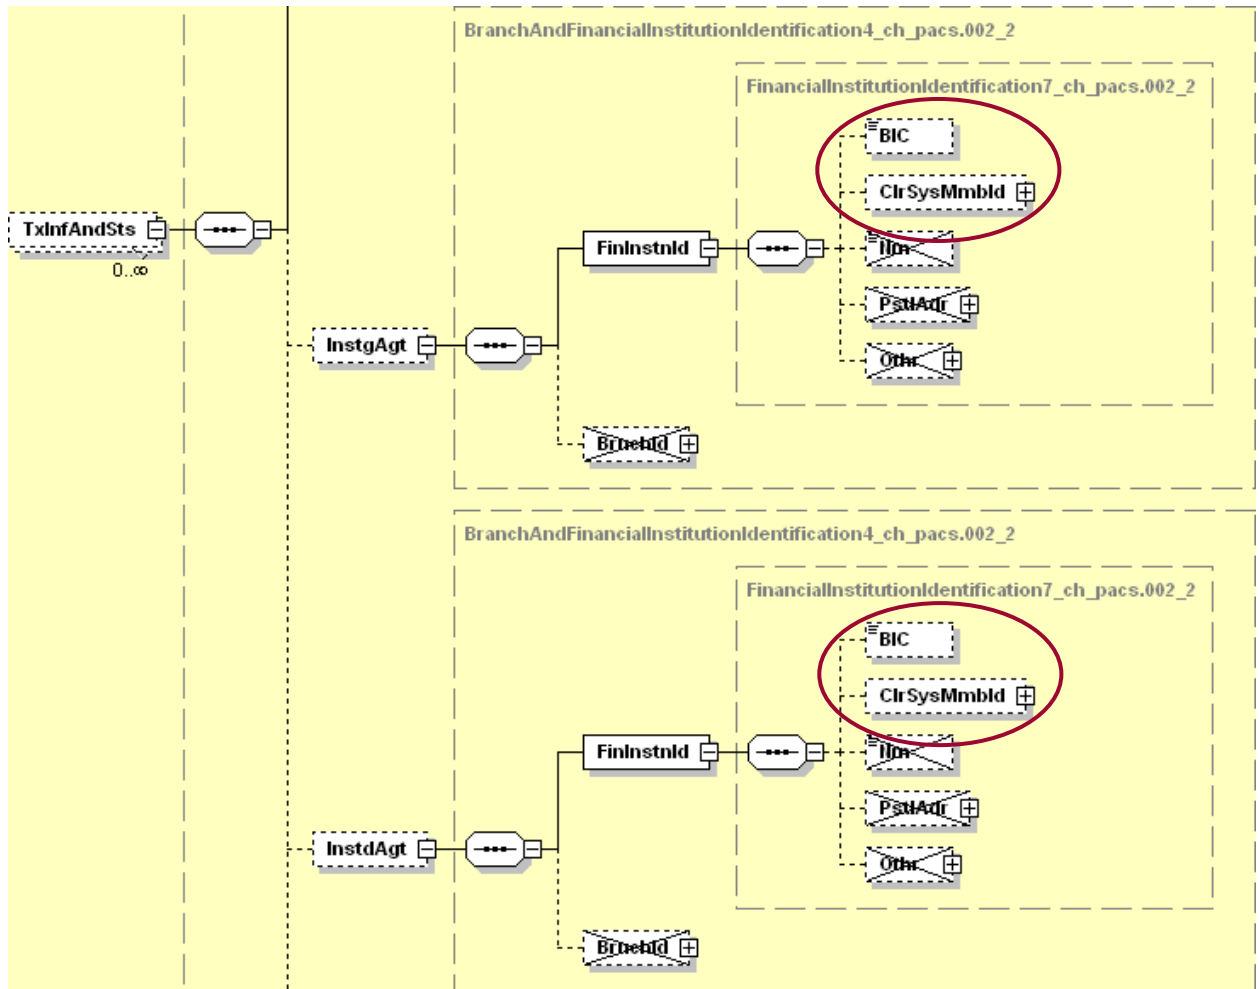 BranchAndFinancialInstitutionIdentification4_ch_pacs.002_2
FinancialInstitutionIdentification7_ch_pacs.002_2
BIC
ClrSysMmbId
TxInfAndSts
0..∞
FinInstnId
Nm
PstlAdr
InstgAgt
Othr
BrnchId
BranchAndFinancialInstitutionIdentification4_ch_pacs.002_2
FinancialInstitutionIdentification7_ch_pacs.002_2
BIC
ClrSysMmbId
FinInstnId
Nm
PstlAdr
InstdAgt
Othr
BrnchId